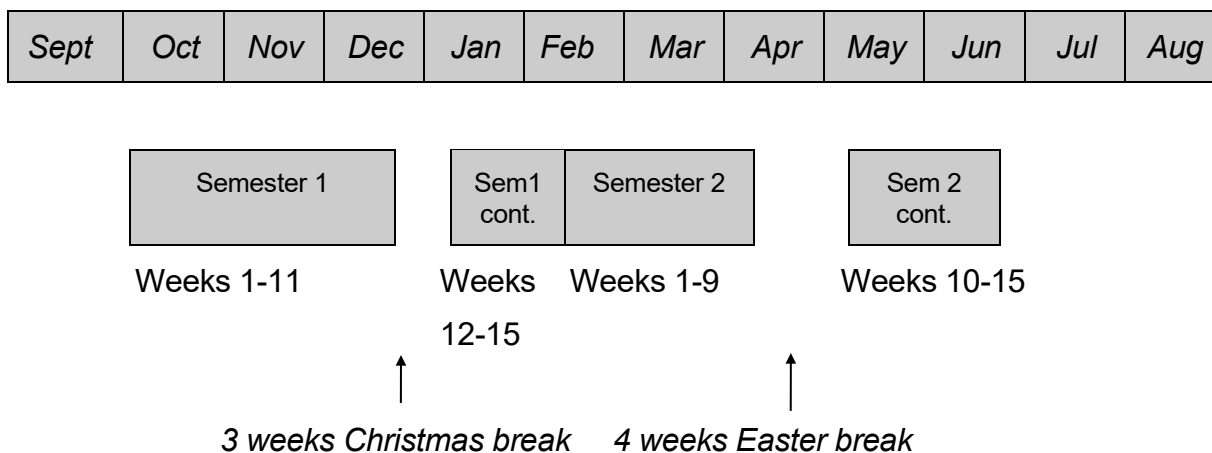 Sept Oct Nov Dec Jan Feb Mar Apr May Jun Jul Aug
Semester 1
Sem1
cont.
Semester 2
Sem 2
cont.
Weeks 1-11
Weeks
12-15
Weeks 1-9
Weeks 10-15
3 weeks Christmas break
4 weeks Easter break